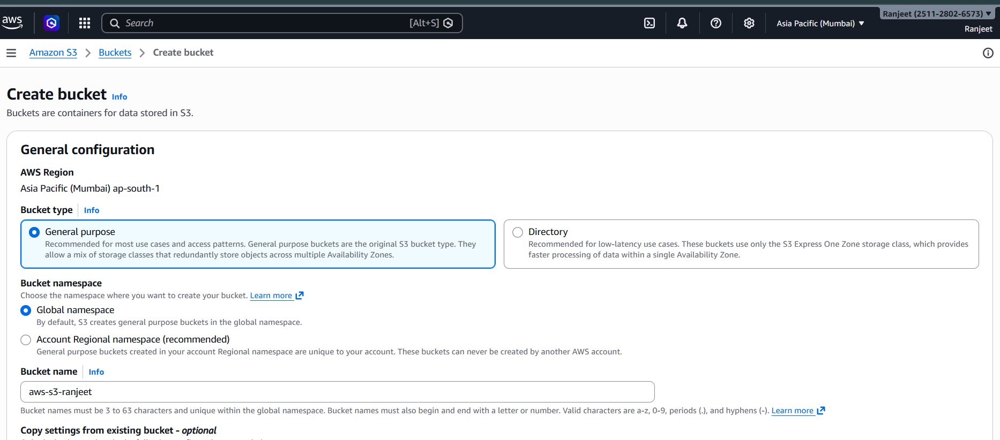 aws
Search [Alt+S]
Asia Pacific (Mumbai) ▼
Ranjeet (2511-2802-6573) ▼
Ranjeet
Amazon S3 > Buckets > Create bucket
Create bucket Info
Buckets are containers for data stored in S3.
General configuration
AWS Region
Asia Pacific (Mumbai) ap-south-1
Bucket type Info
General purpose
Recommended for most use cases and access patterns. General purpose buckets are the original S3 bucket type. They
allow a mix of storage classes that redundantly store objects across multiple Availability Zones.
Directory
Recommended for low-latency use cases. These buckets use only the S3 Express One Zone storage class, which provides
faster processing of data within a single Availability Zone.
Bucket namespace
Choose the namespace where you want to create your bucket. Learn more
Global namespace
By default, S3 creates general purpose buckets in the global namespace.
Account Regional namespace (recommended)
General purpose buckets created in your account Regional namespace are unique to your account. These buckets can never be created by another AWS account.
Bucket name Info
aws-s3-ranjeet
Bucket names must be 3 to 63 characters and unique within the global namespace. Bucket names must also begin and end with a letter or number. Valid characters are a-z, 0-9, periods (.), and hyphens (-). Learn more
Copy settings from existing bucket - optional